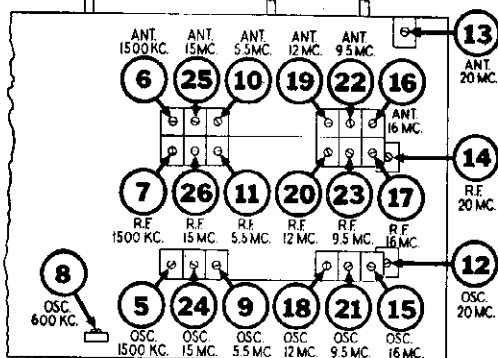 ANT. ANT. ANT. ANT. ANT. 13
1500 KC. 15 MC. 5.5 MC. 12 MC. 9.5 MC. ANT.
6 25 10 19 22 16 20 MC.
ANT.
16 MC.
14
7 26 11 20 23 17 R.F.
R.F. R.F. R.F. R.F. R.F. R.F. 20 MC.
1500 KC. 15 MC. 5.5 MC. 12 MC. 9.5 MC. 16 MC.
8 12
OSC. 5 24 9 18 21 15 OSC.
600 KC. 20 MC.
OSC. OSC. OSC. OSC. OSC. OSC.
1500 KC. 15 MC. 5.5 MC 12 MC. 9.5 MC. 16 MC.